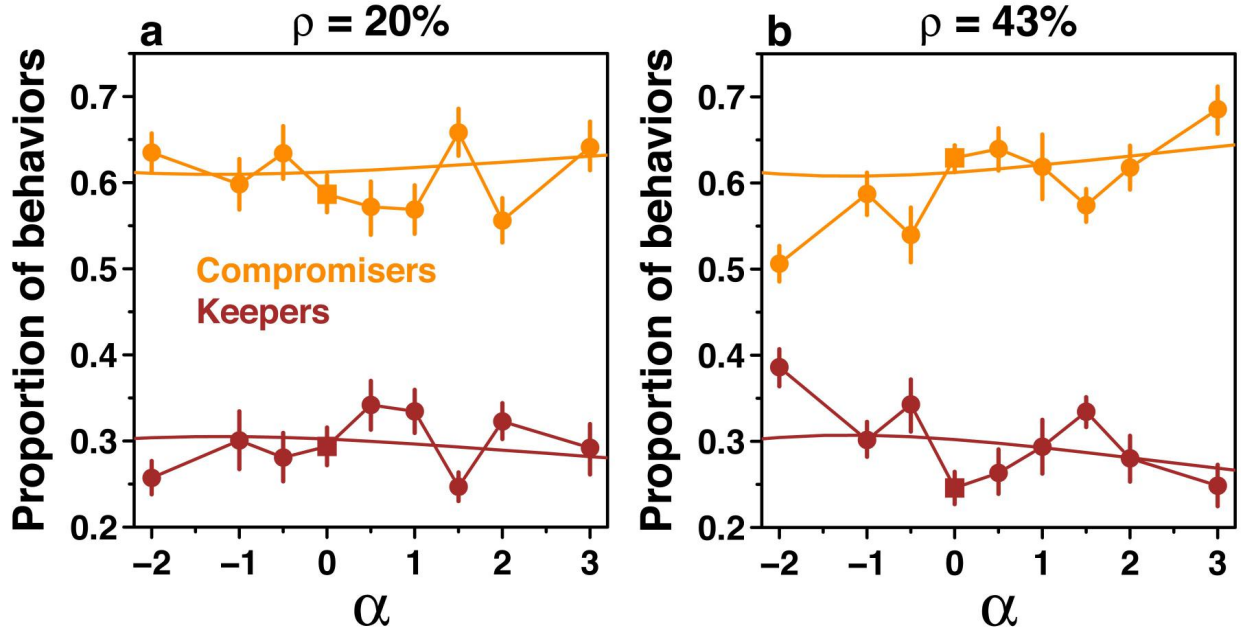 a
ρ = 20%
Proportion of behaviors
0.7
0.6
0.5
0.4
0.3
0.2
Compromisers
Keepers
−2 −1 0 1 2 3
α
b
ρ = 43%
Proportion of behaviors
0.7
0.6
0.5
0.4
0.3
0.2
−2 −1 0 1 2 3
α